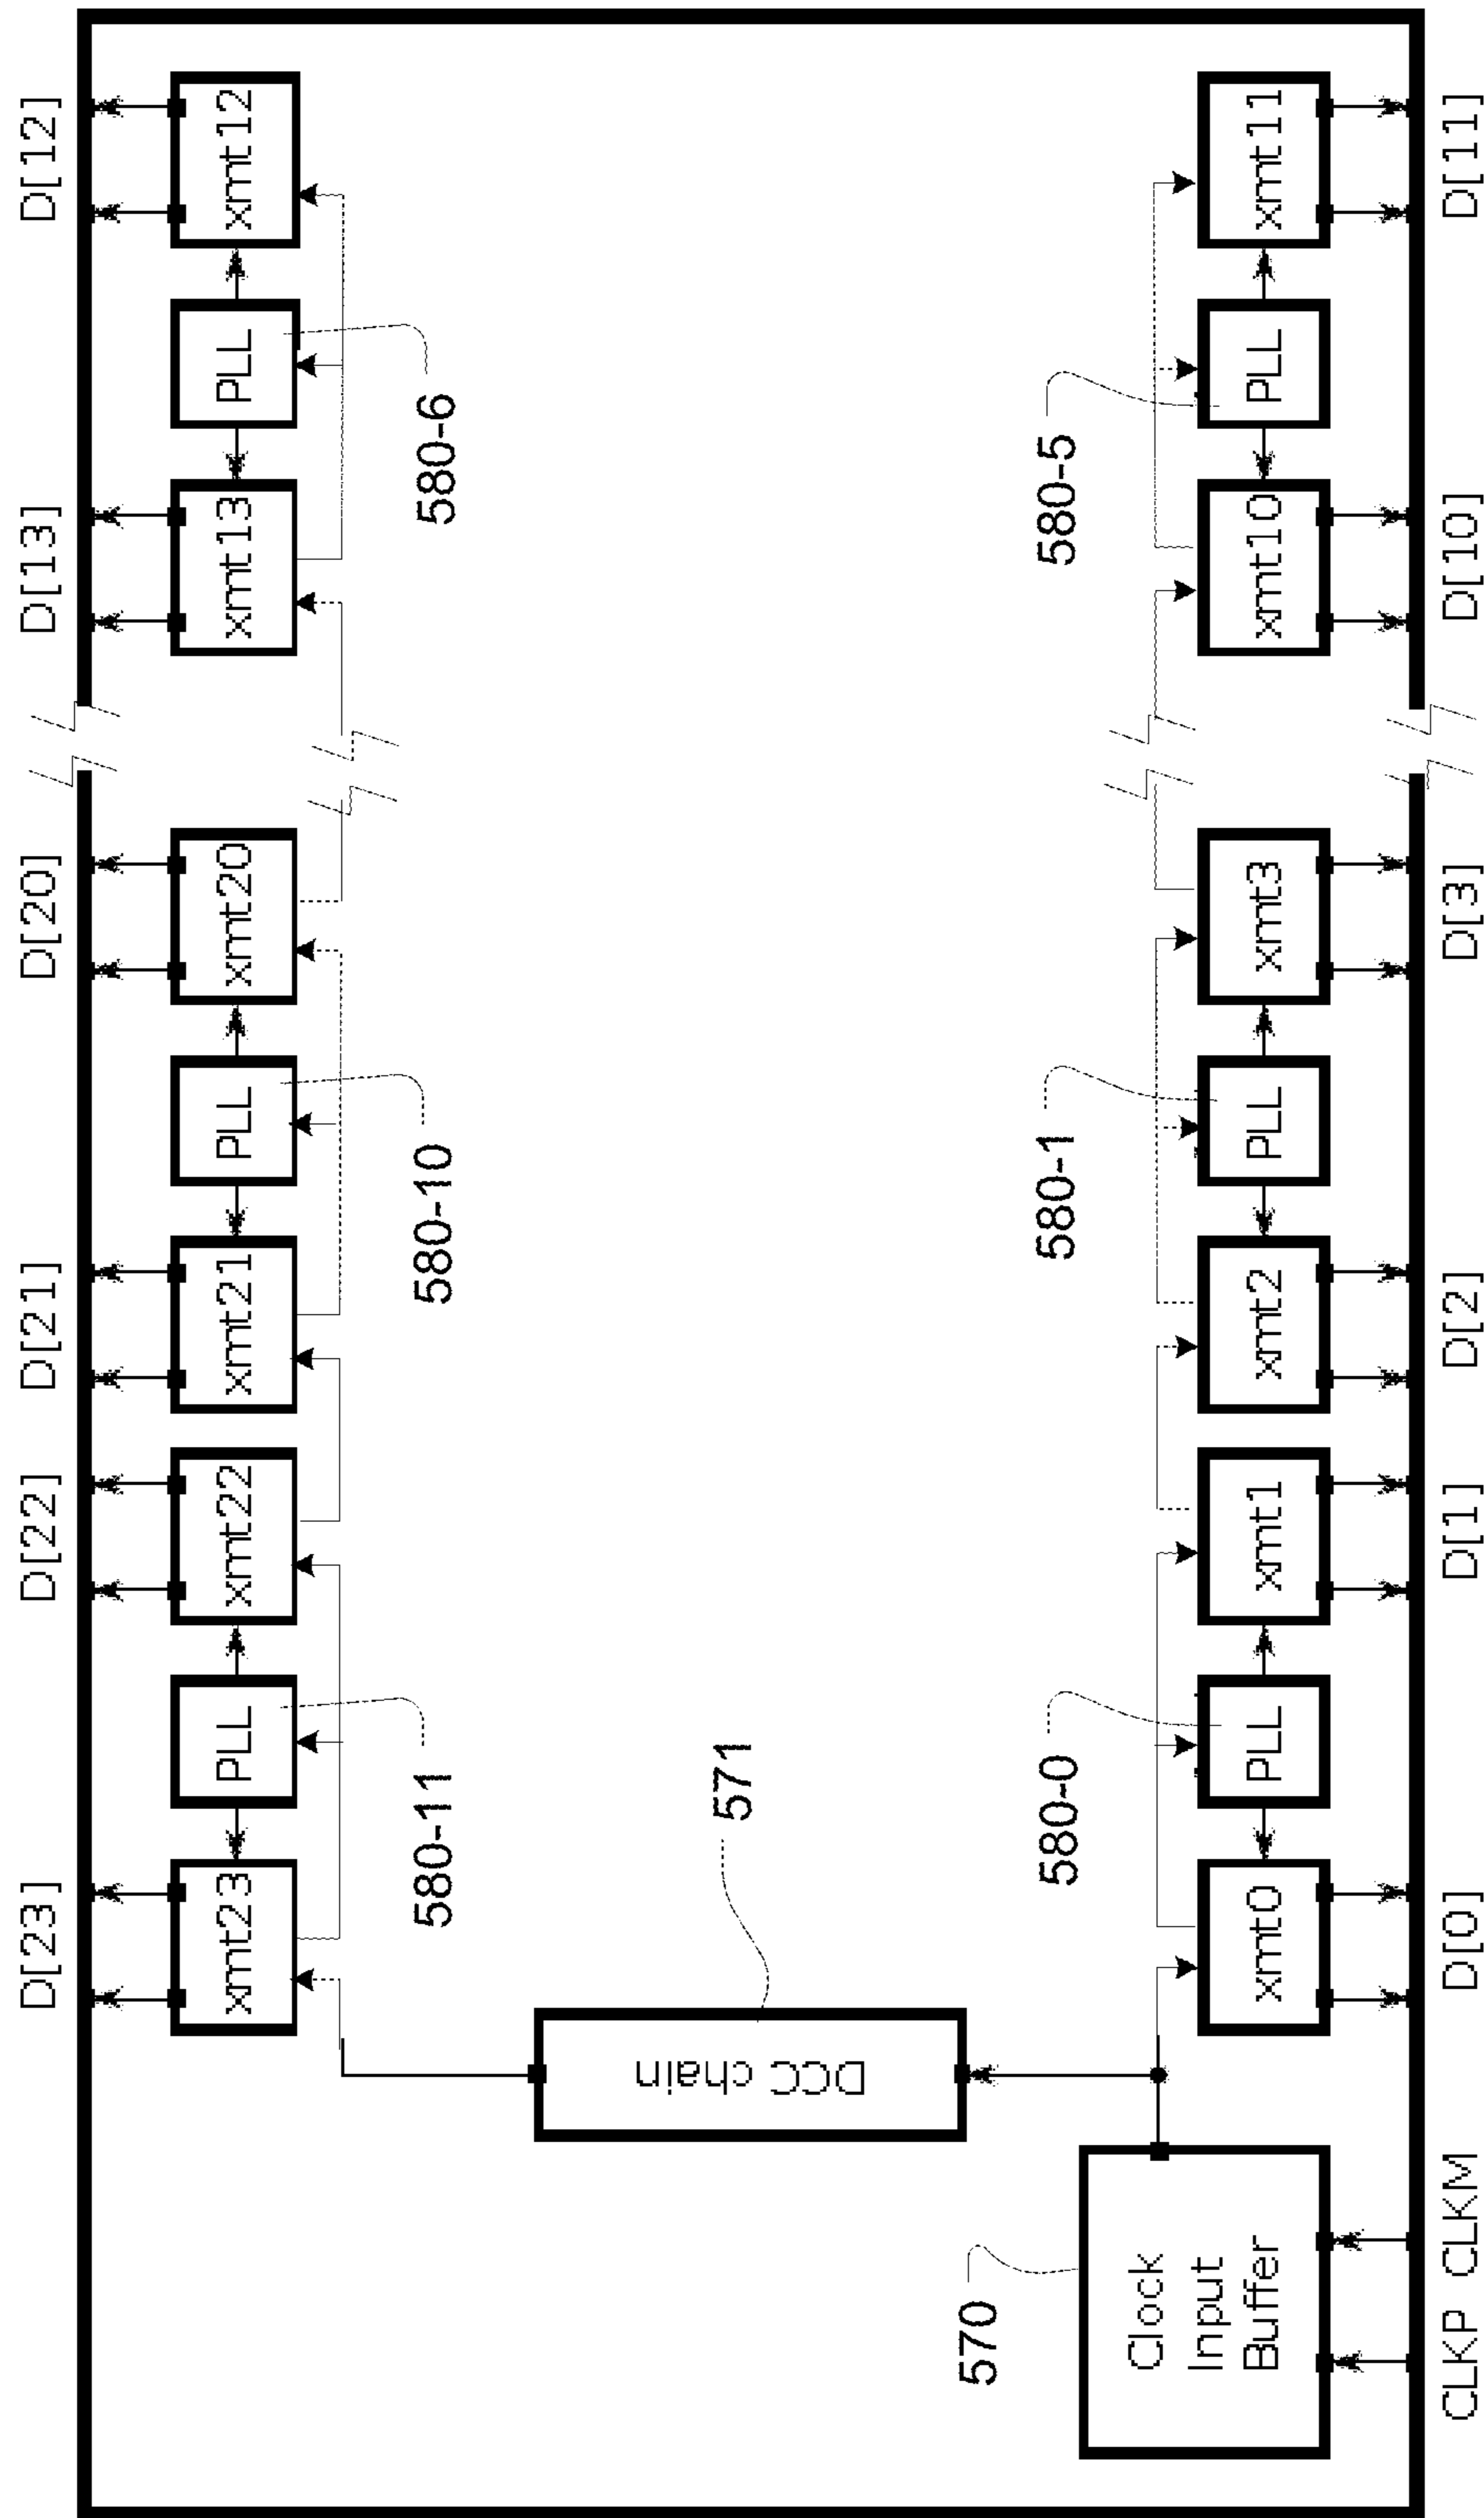 D[23]
D[22]
D[21]
D[20]
D[13]
D[12]
xmt23
PLL
xmt22
xmt21
PLL
xmt20
xmt13
PLL
xmt12
580-11
580-10
580-6
DCC chain
571
570
580-0
580-1
580-5
Clock
Input
Buffer
xmt0
PLL
xmt1
xmt2
PLL
xmt3
xmt10
PLL
xmt11
CLKP
CLKM
D[0]
D[1]
D[2]
D[3]
D[10]
D[11]